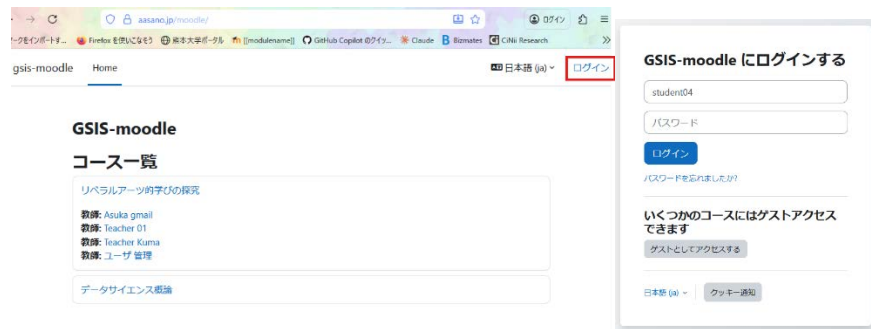 aasano.jp/moodle/
ログイン
Firefox を使いこなそう
熊本大学ポータル
[[modulename]]
GitHub Copilot のクイッ...
Claude
Bizmates
CiNii Research
gsis-moodle
Home
日本語 (ja)
ログイン
GSIS-moodle
コース一覧
リベラルアーツ的学びの探究
教師: Asuka gmail
教師: Teacher 01
教師: Teacher Kuma
教師: ユーザ 管理
データサイエンス概論
GSIS-moodle にログインする
student04
パスワード
ログイン
パスワードを忘れましたか?
いくつかのコースにはゲストアクセス
できます
ゲストとしてアクセスする
日本語 (ja)
クッキー通知